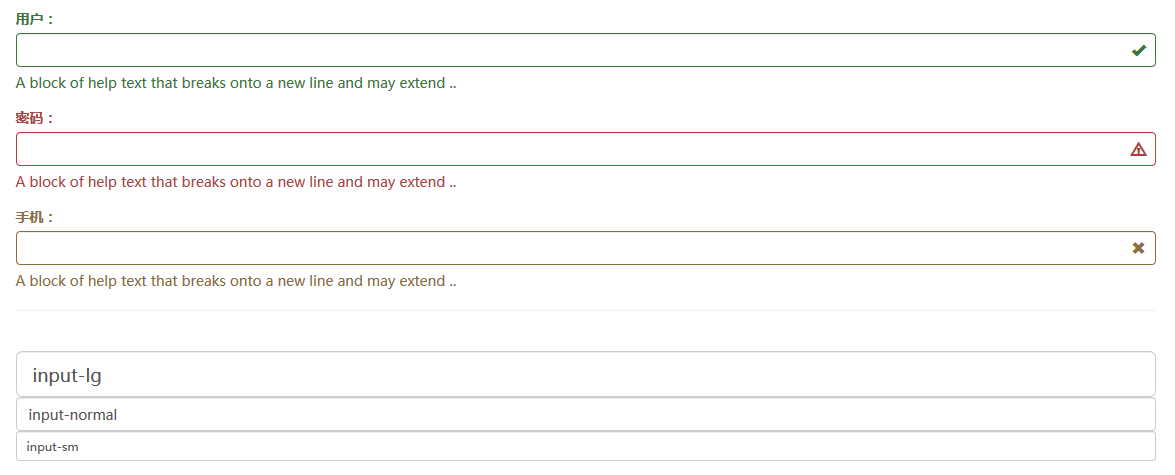 用户：
A block of help text that breaks onto a new line and may extend ..
密码：
A block of help text that breaks onto a new line and may extend ..
手机：
A block of help text that breaks onto a new line and may extend ..
input-lg
input-normal
input-sm